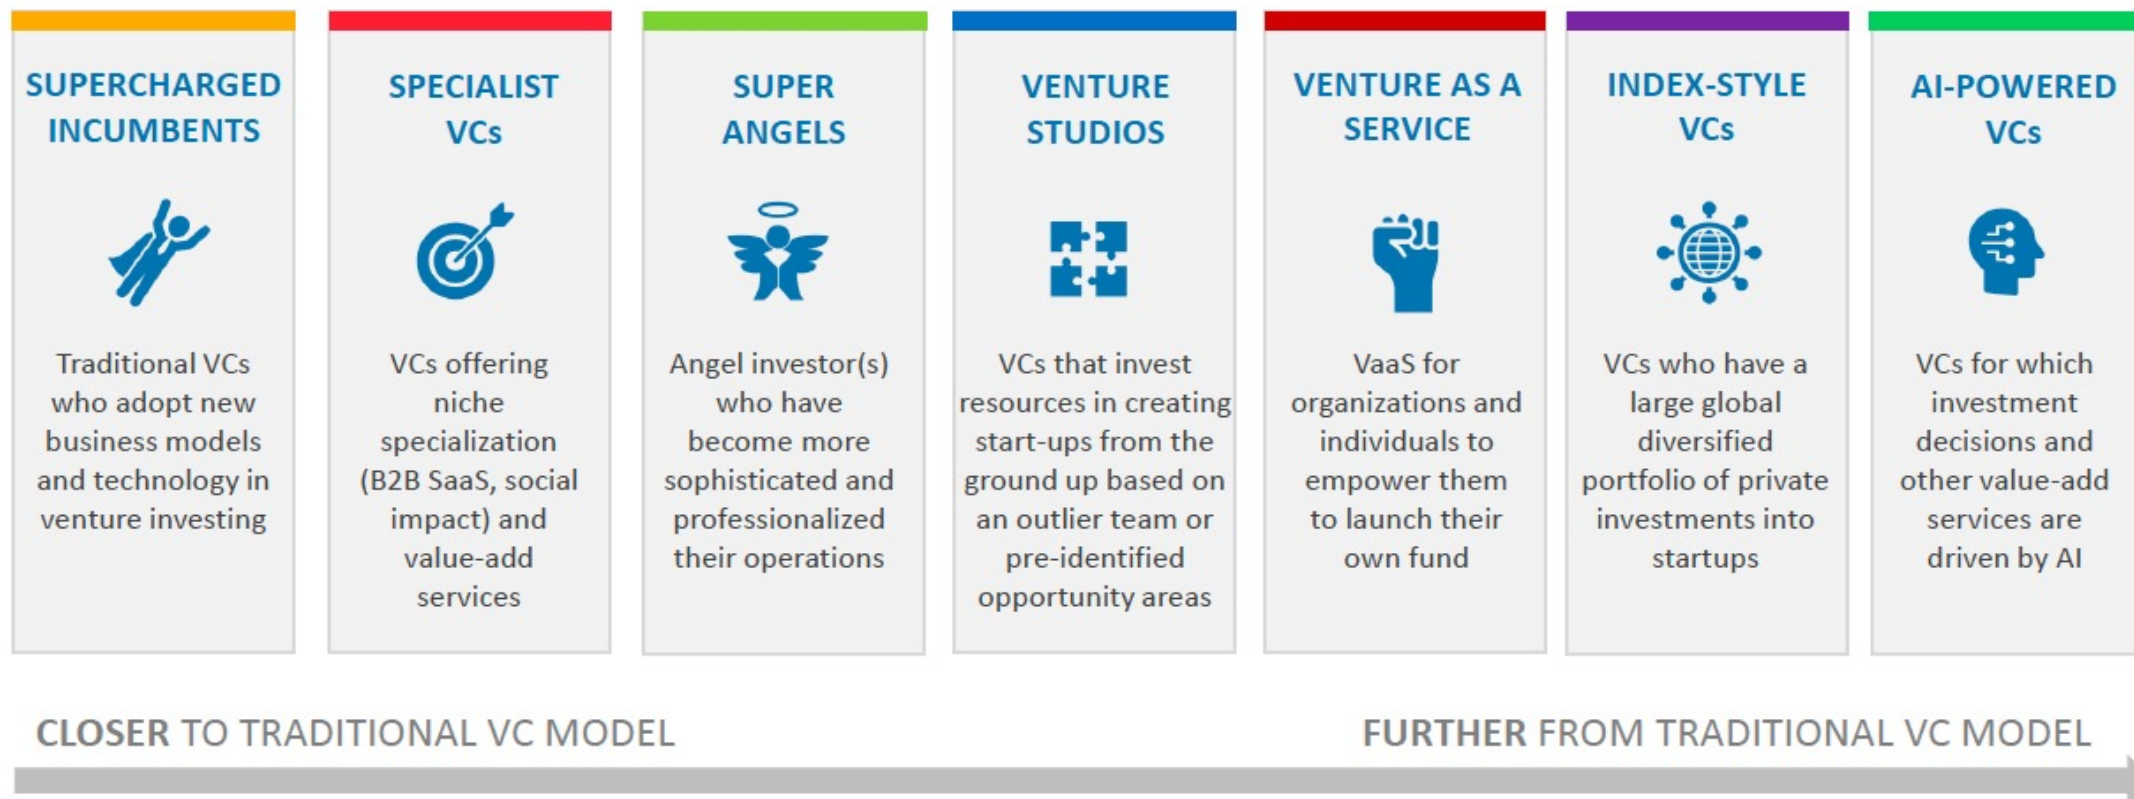 SUPERCHARGED
INCUMBENTS
Traditional VCs
who adopt new
business models
and technology in
venture investing
SPECIALIST
VCs
VCs offering
niche
specialization
(B2B SaaS, social
impact) and
value-add
services
SUPER
ANGELS
Angel investor(s)
who have
become more
sophisticated and
professionalized
their operations
VENTURE
STUDIOS
VCs that invest
resources in creating
start-ups from the
ground up based on
an outlier team or
pre-identified
opportunity areas
VENTURE AS A
SERVICE
VaaS for
organizations and
individuals to
empower them
to launch their
own fund
INDEX-STYLE
VCs
VCs who have a
large global
diversified
portfolio of private
investments into
startups
AI-POWERED
VCs
VCs for which
investment
decisions and
other value-add
services are
driven by AI
CLOSER TO TRADITIONAL VC MODEL
FURTHER FROM TRADITIONAL VC MODEL